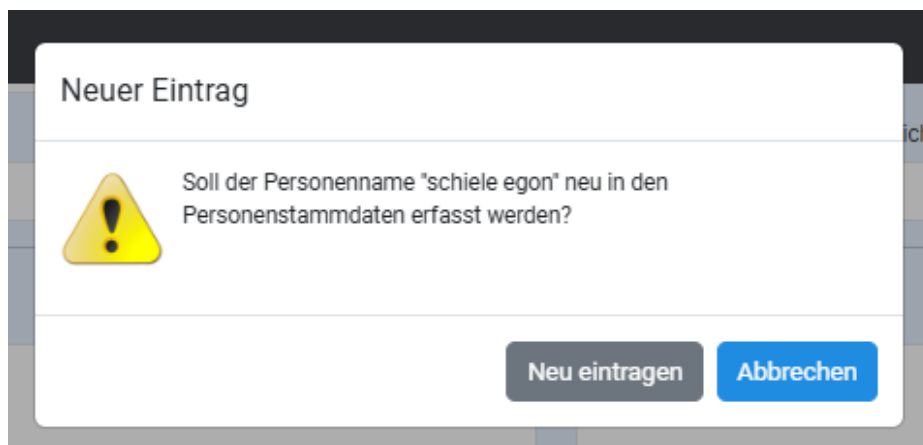 Neuer Eintrag
Soll der Personenname "schiele egon" neu in den
Personenstammdaten erfasst werden?
Neu eintragen
Abbrechen